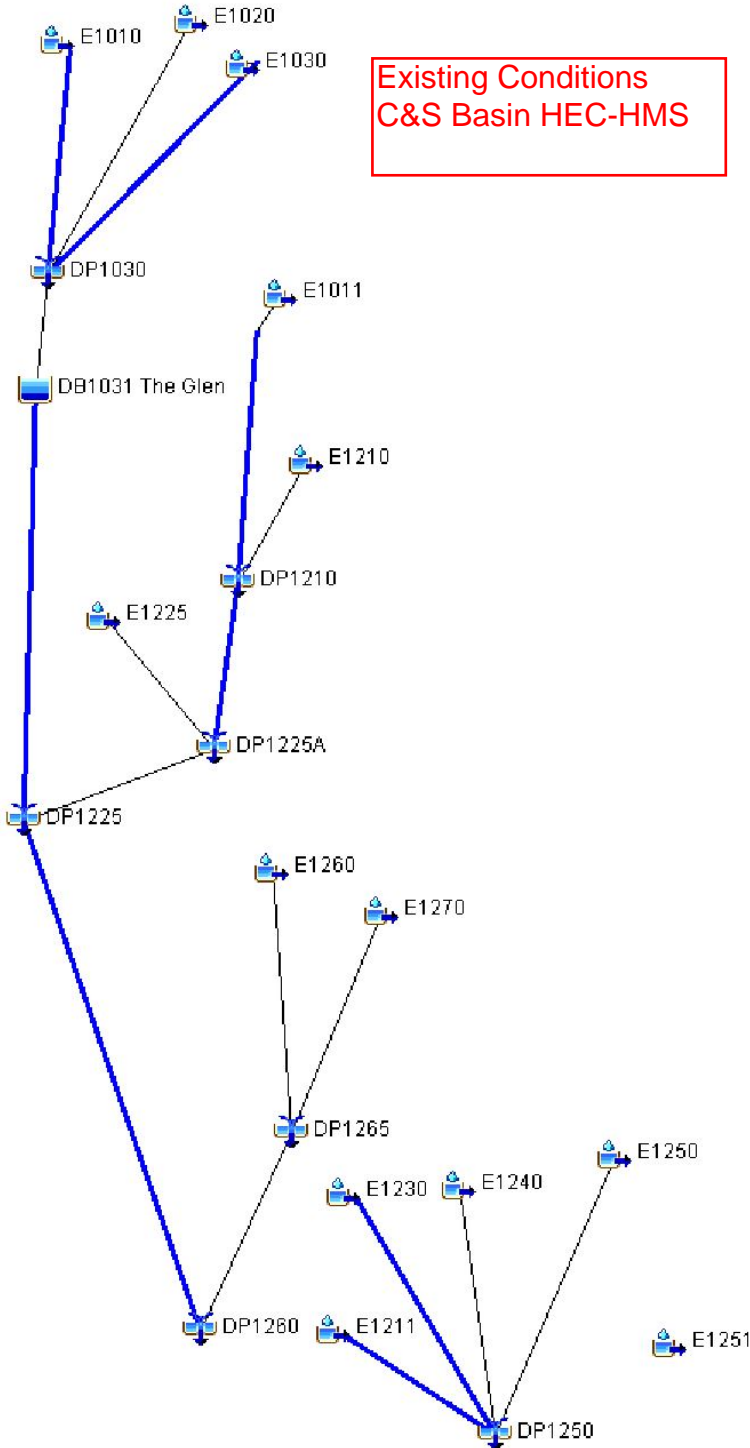 E1020
E1010
E1030
Existing Conditions
C&S Basin HEC-HMS
DP1030
E1011
DB1031 The Glen
E1210
DP1210
E1225
DP1225A
DP1225
E1260
E1270
DP1265
E1250
E1240
E1230
DP1260
E1211
E1251
DP1250